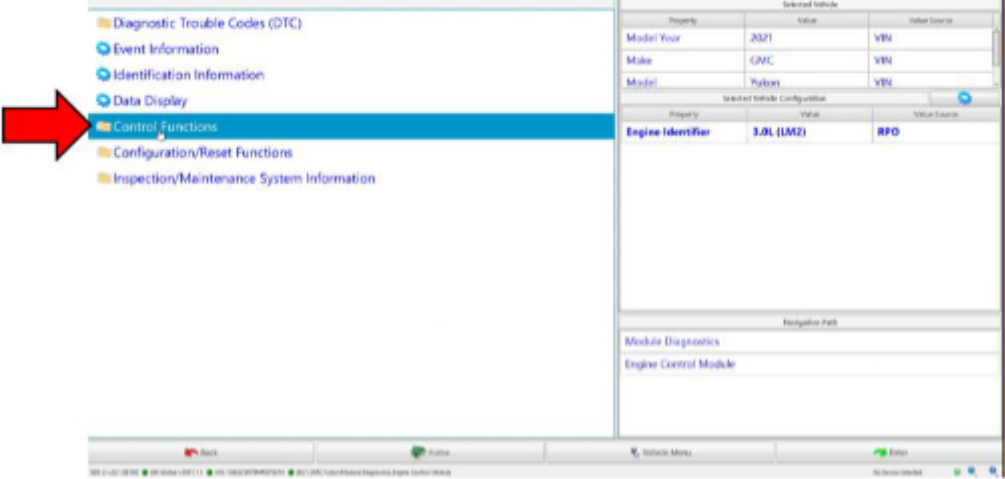 Diagnostic Trouble Codes (DTC)
Event Information
Identification Information
Data Display
Control Functions
Configuration/Reset Functions
Inspection/Maintenance System Information
Selected Vehicle
Property Value Value Source
Model Year 2021 VIN
Make GMC VIN
Model Yukon VIN
Selected Vehicle Configuration
Property Value Value Source
Engine Identifier 3.0L (LM2) RPO
Navigation Path
Module Diagnostics
Engine Control Module
Back Home Vehicle Menu Enter
No Device Selected